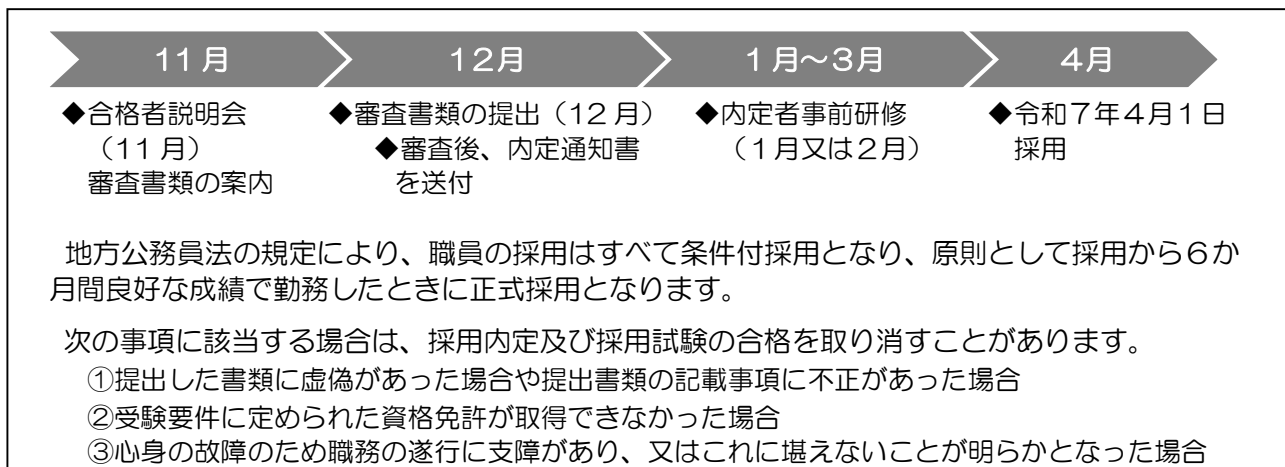 11月 12月 1月～3月 4月
◆合格者説明会 ◆審査書類の提出（12月） ◆内定者事前研修 ◆令和７年４月１日
（11月） ◆審査後、内定通知書 （１月又は２月） 採用
審査書類の案内 を送付
地方公務員法の規定により、職員の採用はすべて条件付採用となり、原則として採用から６か
月間良好な成績で勤務したときに正式採用となります。
次の事項に該当する場合は、採用内定及び採用試験の合格を取り消すことがあります。
①提出した書類に虚偽があった場合や提出書類の記載事項に不正があった場合
②受験要件に定められた資格免許が取得できなかった場合
③心身の故障のため職務の遂行に支障があり、又はこれに堪えないことが明らかとなった場合